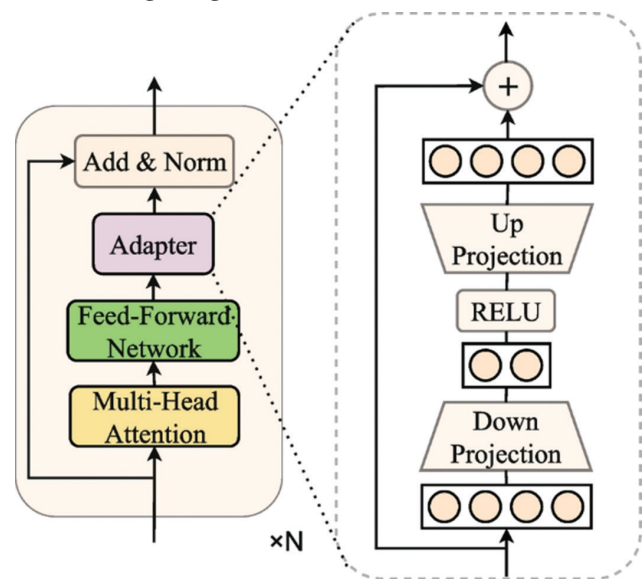 Add & Norm
Adapter
Feed-Forward
Network
Multi-Head
Attention
×N
+
Up
Projection
RELU
Down
Projection